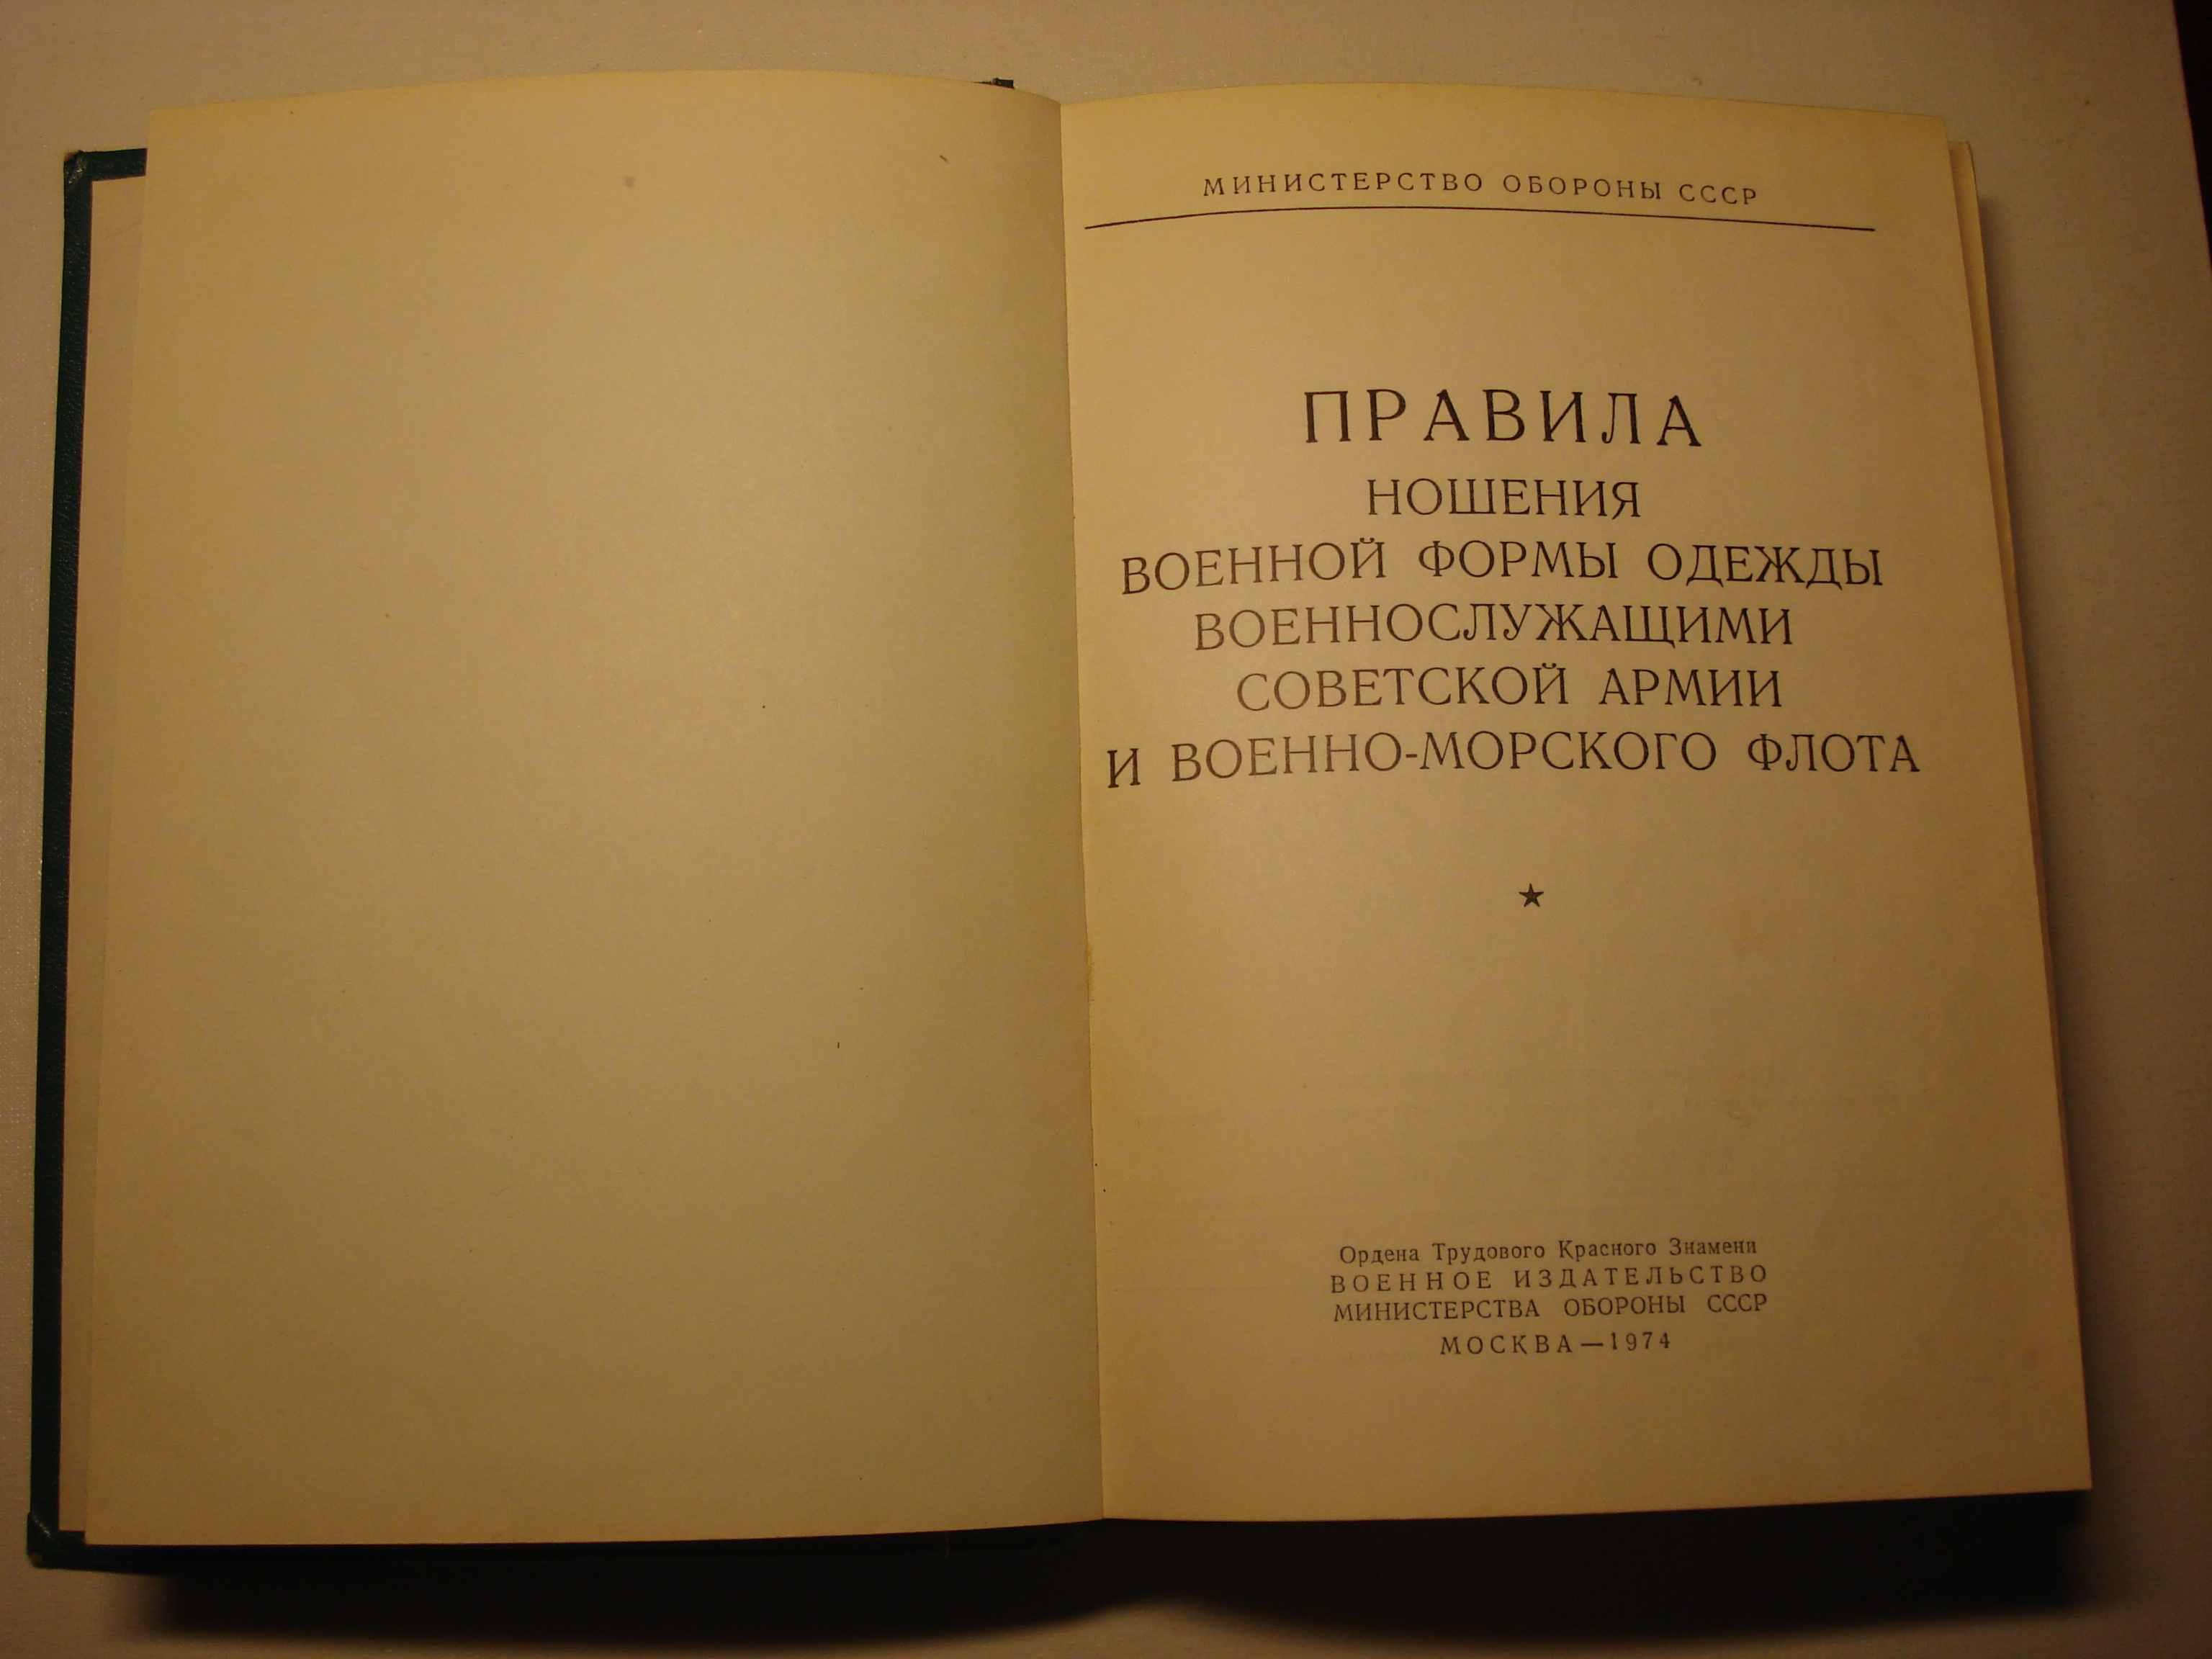 МИНИСТЕРСТВО ОБОРОНЫ СССР
ПРАВИЛА
НОШЕНИЯ
ВОЕННОЙ ФОРМЫ ОДЕЖДЫ
ВОЕННОСЛУЖАЩИМИ
СОВЕТСКОЙ АРМИИ
И ВОЕННО-МОРСКОГО ФЛОТА
Ордена Трудового Красного Знамени
ВОЕННОЕ ИЗДАТЕЛЬСТВО
МИНИСТЕРСТВА ОБОРОНЫ СССР
МОСКВА—1974